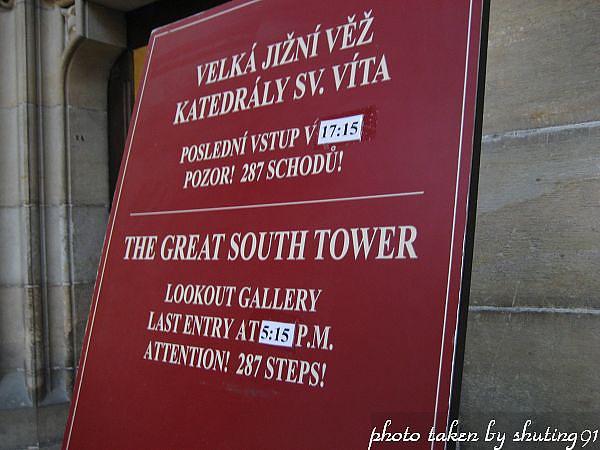 VELKÁ JIŽNÍ VĚŽ
KATEDRÁLY SV. VÍTA
POSLEDNÍ VSTUP V 17:15
POZOR! 287 SCHODŮ!
THE GREAT SOUTH TOWER
LOOKOUT GALLERY
LAST ENTRY AT 5:15 P.M.
ATTENTION! 287 STEPS!
photo taken by shuting91